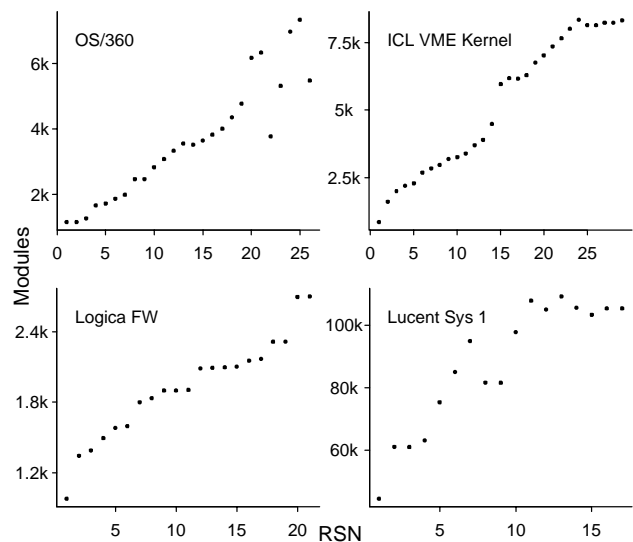 OS/360
6k
4k
2k
0 5 10 15 20 25
ICL VME Kernel
7.5k
5k
2.5k
0 5 10 15 20 25
Modules
Logica FW
2.4k
1.8k
1.2k
5 10 15 20
Lucent Sys 1
100k
80k
60k
5 10 15
RSN